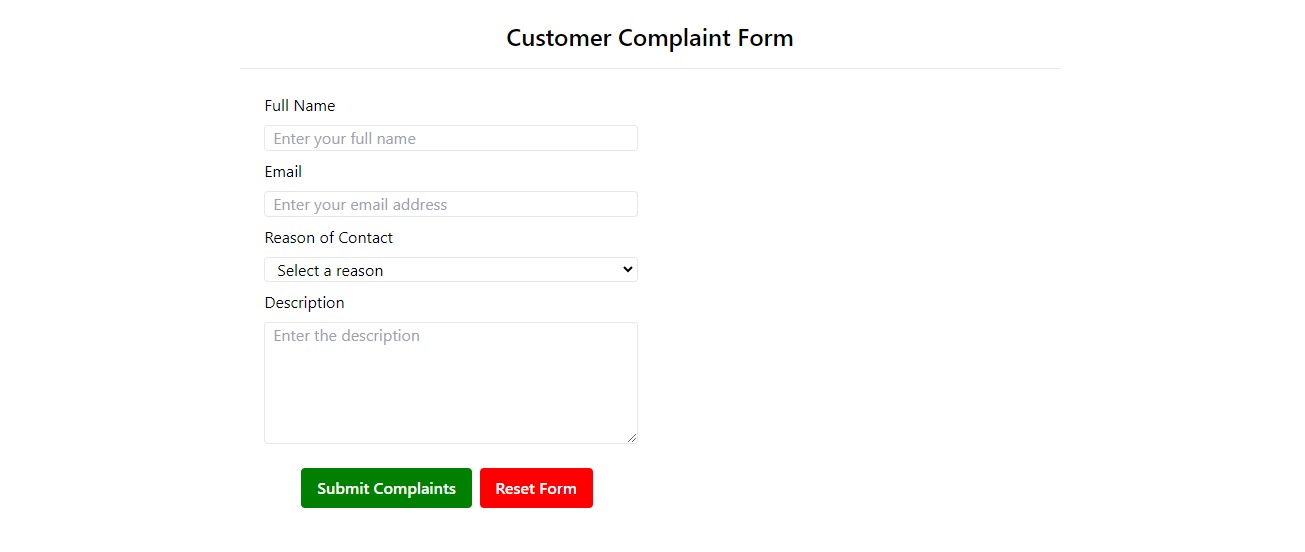 Customer Complaint Form
Full Name
Enter your full name
Email
Enter your email address
Reason of Contact
Select a reason
Description
Enter the description
Submit Complaints Reset Form